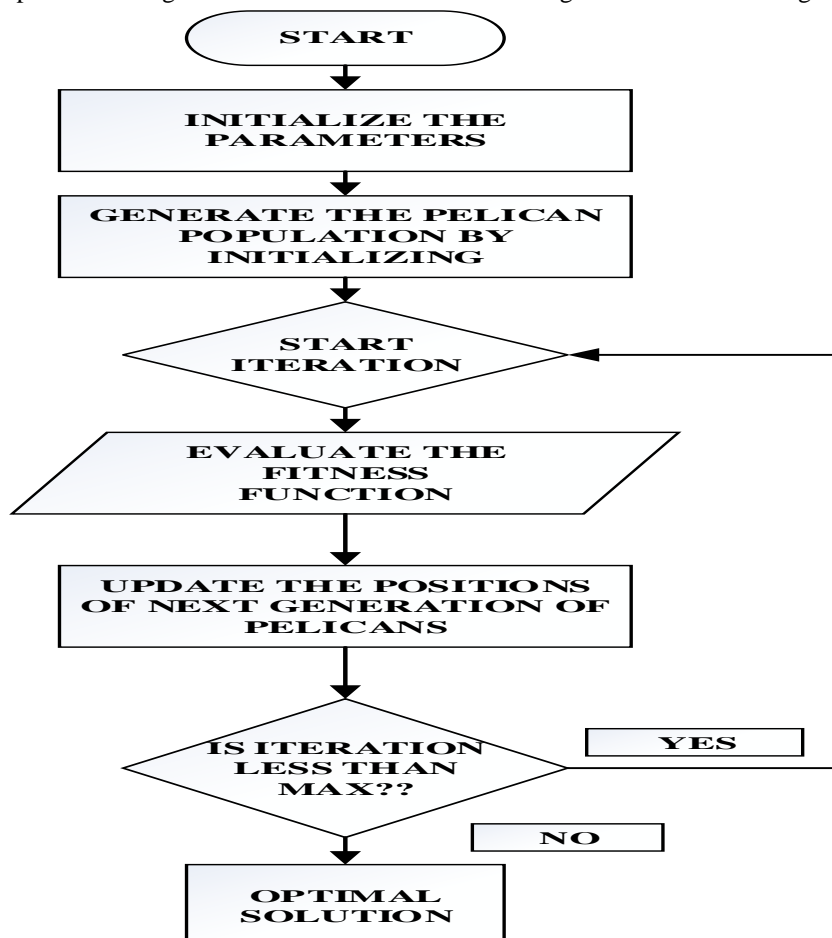 START
INITIALIZE THE
PARAMETERS
GENERATE THE PELICAN
POPULATION BY
INITIALIZING
START
ITERATION
EVALUATE THE
FITNESS
FUNCTION
UPDATE THE POSITIONS
OF NEXT GENERATION OF
PELICANS
IS ITERATION
LESS THAN
MAX??
YES
NO
OPTIMAL
SOLUTION